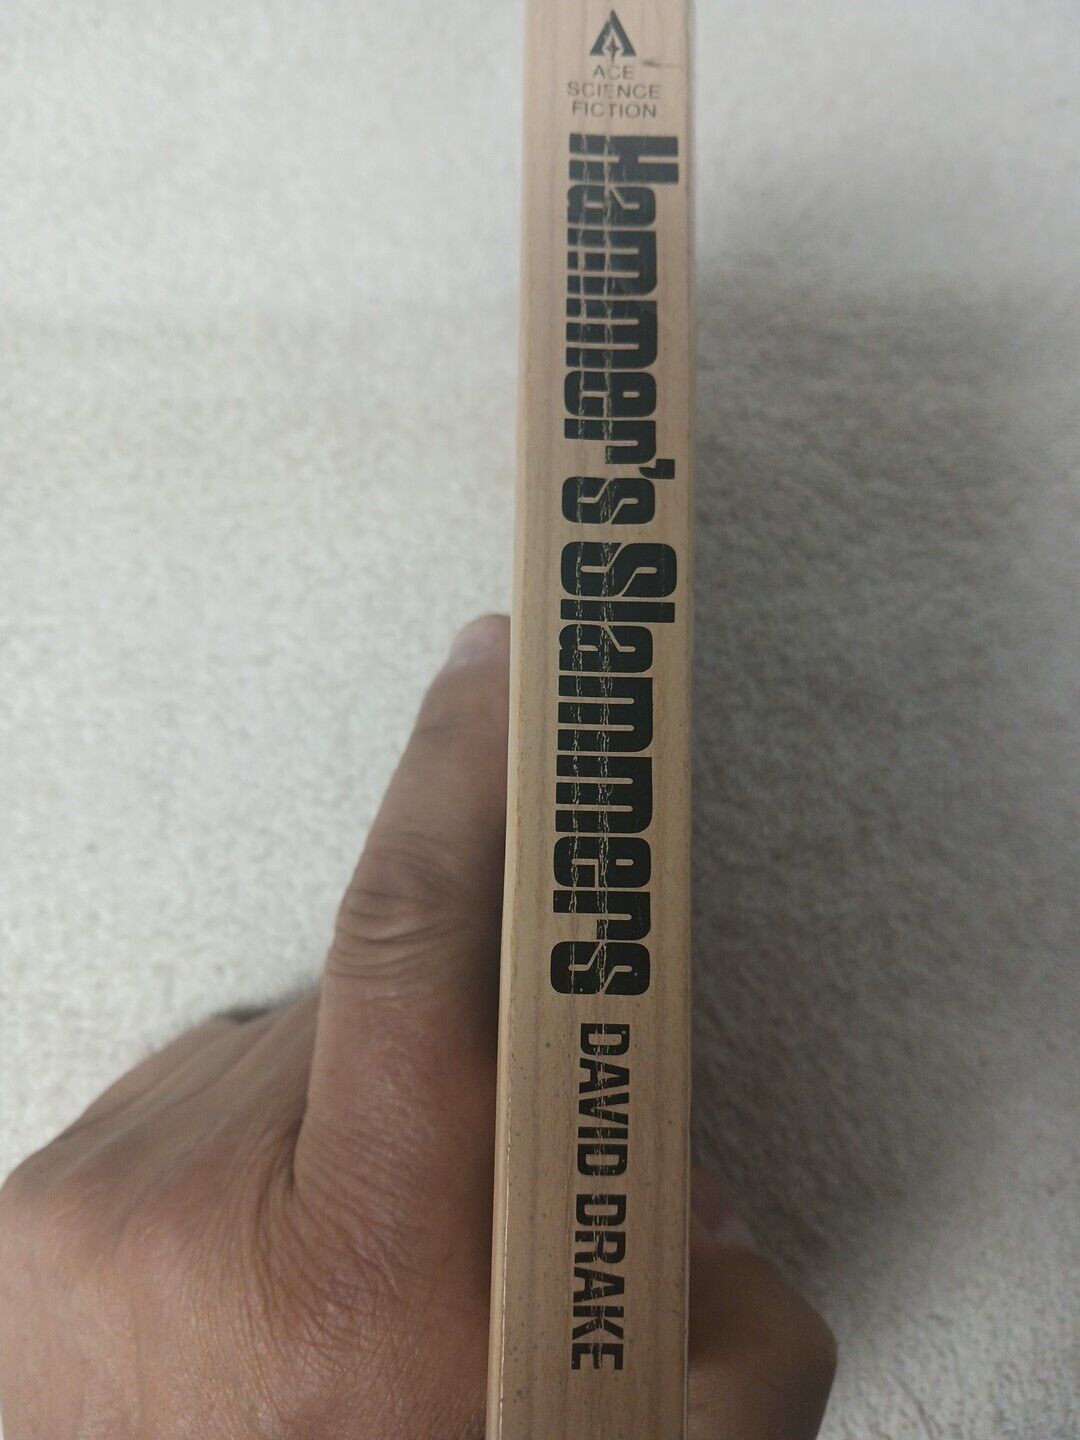 ACE
SCIENCE
FICTION
Hammer's Slammers
DAVID DRAKE